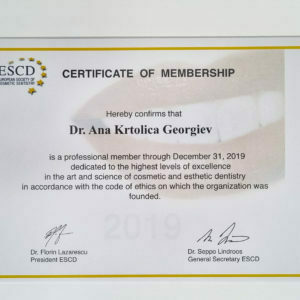 ESCD
EUROPEAN SOCIETY OF
COSMETIC DENTISTRY
CERTIFICATE OF MEMBERSHIP
Hereby confirms that
Dr. Ana Krtolica Georgiev
is a professional member through December 31, 2019
dedicated to the highest levels of excellence
in the art and science of cosmetic and esthetic dentistry
in accordance with the code of ethics on which the organization was
founded.
2019
Dr. Florin Lazarescu
President ESCD
Dr. Seppo Lindroos
General Secretary ESCD